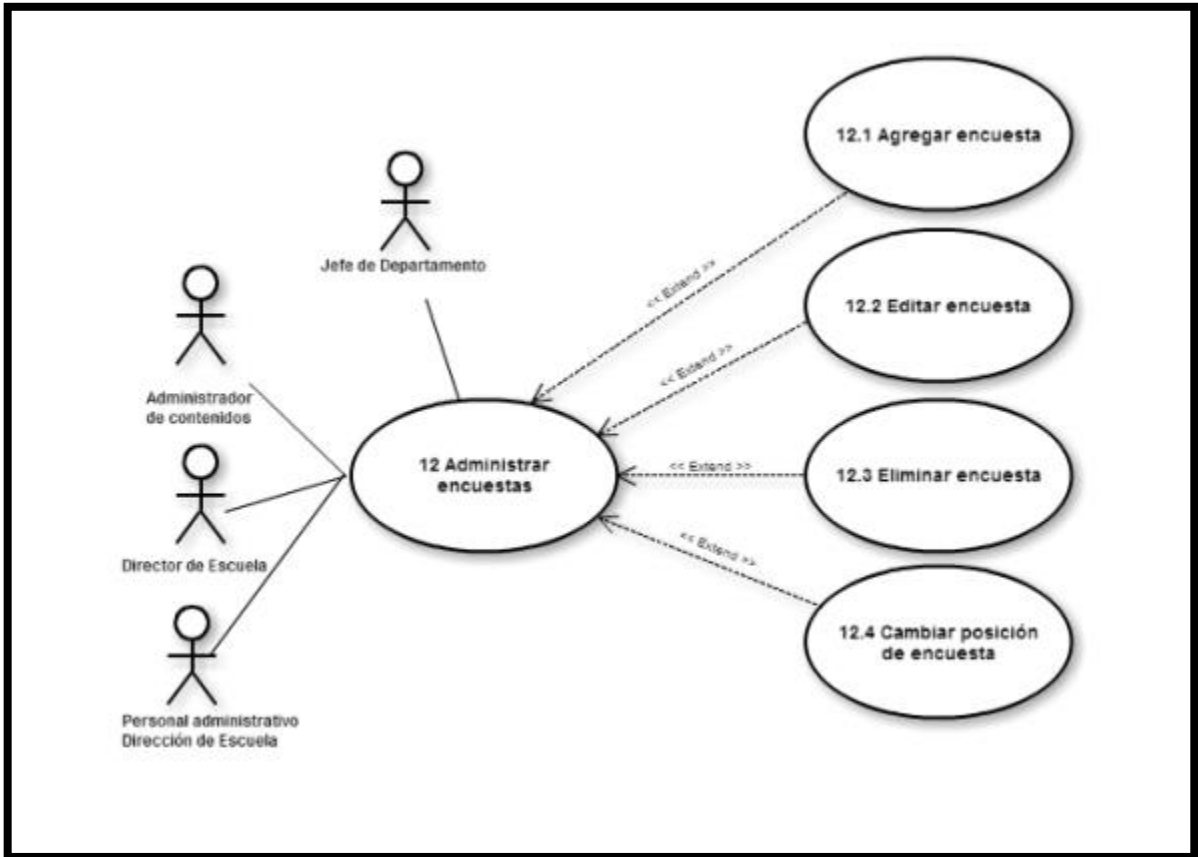 12.1 Agregar encuesta
Jefe de Departamento
<< Extend >>
12.2 Editar encuesta
Administrador
de contenidos
<< Extend >>
12 Administrar
encuestas
<< Extend >>
12.3 Eliminar encuesta
Director de Escuela
<< Extend >>
12.4 Cambiar posición
de encuesta
Personal administrativo
Dirección de Escuela